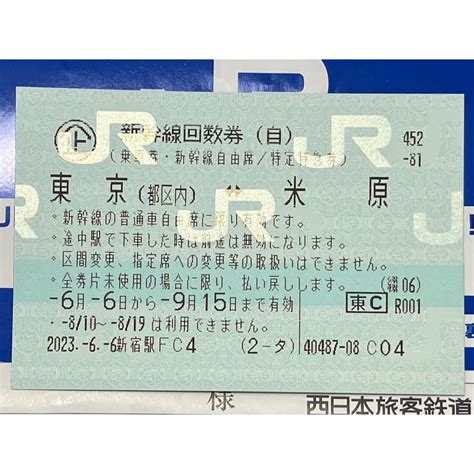 JR
新幹線回数券（自）
452
（乗車券・新幹線自由席／特定特急券）
-81
東京（都区内）⇔米原
・新幹線の普通車自由席に限り有効です。
・途中駅で下車した時は前途は無効になります。
・区間変更、指定席への変更等の取扱いはできません。
・全券片未使用の場合に限り、払い戻しします。
（綴06）
-6月-6日から-9月15日まで有効
東C R001
・-8/10～-8/19は利用できません。
2023.-6.-6新宿駅FC4 （2-タ） 40487-08 C04
様
西日本旅客鉄道